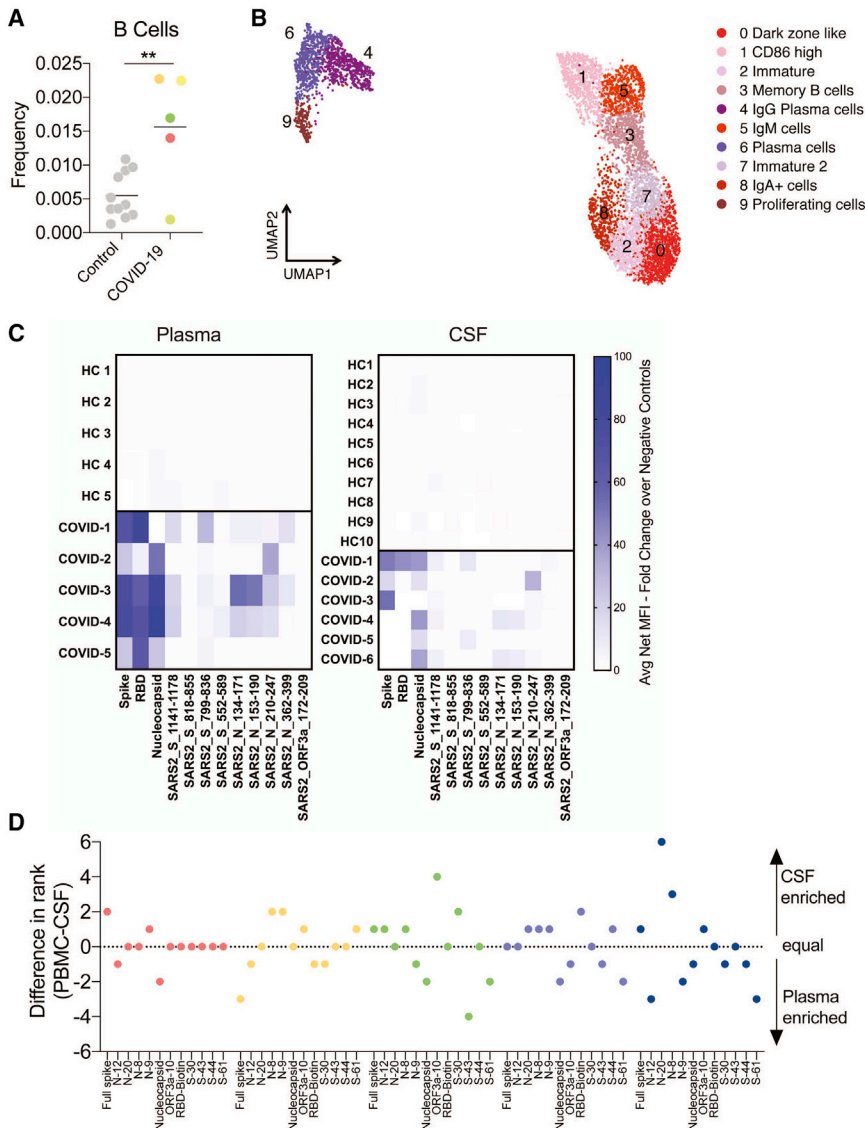 A
B Cells
**
0.025
0.020
0.015
0.010
0.005
0.000
Frequency
Control
COVID-19
B
6
4
9
UMAP2
UMAP1
1
5
3
7
8
2
0
0 Dark zone like
1 CD86 high
2 Immature
3 Memory B cells
4 IgG Plasma cells
5 IgM cells
6 Plasma cells
7 Immature 2
8 IgA+ cells
9 Proliferating cells
C
Plasma
HC 1
HC 2
HC 3
HC 4
HC 5
COVID-1
COVID-2
COVID-3
COVID-4
COVID-5
Spike
RBD
Nucleocapsid
SARS2_S_1141-1178
SARS2_S_818-855
SARS2_S_799-836
SARS2_S_552-589
SARS2_N_134-171
SARS2_N_153-190
SARS2_N_210-247
SARS2_N_362-399
SARS2_ORF3a_172-209
CSF
HC1
HC2
HC3
HC4
HC5
HC6
HC7
HC8
HC9
HC10
COVID-1
COVID-2
COVID-3
COVID-4
COVID-5
COVID-6
Spike
RBD
Nucleocapsid
SARS2_S_1141-1178
SARS2_S_818-855
SARS2_S_799-836
SARS2_S_552-589
SARS2_N_134-171
SARS2_N_153-190
SARS2_N_210-247
SARS2_N_362-399
SARS2_ORF3a_172-209
100
80
60
40
20
0
Avg Net MFI - Fold Change over Negative Controls
D
6
4
2
0
-2
-4
-6
Difference in rank
(PBMC-CSF)
CSF
enriched
equal
Plasma
enriched
Full spike
N-12
N-20
N-8
N-9
Nucleocapsid
ORF3a-10
RBD-Biotin
S-30
S-43
S-44
S-61
Full spike
N-12
N-20
N-8
N-9
Nucleocapsid
ORF3a-10
RBD-Biotin
S-30
S-43
S-44
S-61
Full spike
N-12
N-20
N-8
N-9
Nucleocapsid
ORF3a-10
RBD-Biotin
S-30
S-43
S-44
S-61
Full spike
N-12
N-20
N-8
N-9
Nucleocapsid
ORF3a-10
RBD-Biotin
S-30
S-43
S-44
S-61
Full spike
N-12
N-20
N-8
N-9
Nucleocapsid
ORF3a-10
RBD-Biotin
S-30
S-43
S-44
S-61